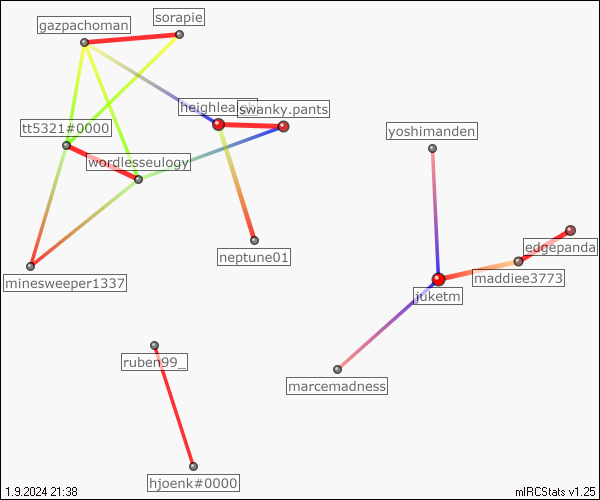 sorapie
gazpachoman
swanky.pants
tt5321#0000
yoshimanden
wordlesseulogy
edgepanda
neptune01
maddiee3773
minesweeper1337
juketm
ruben99_
marcemadness
hjoenk#0000
1.9.2024 21:38
mIRCStats v1.25